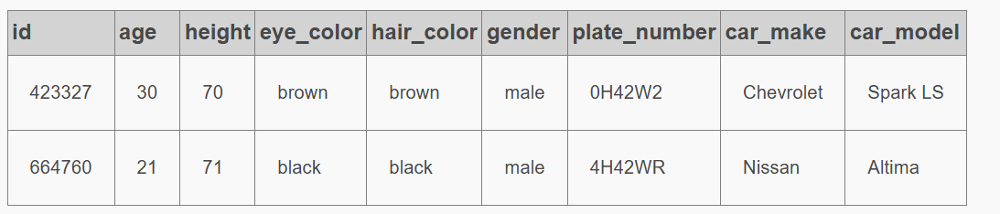 id age height eye_color hair_color gender plate_number car_make car_model
423327 30 70 brown brown male 0H42W2 Chevrolet Spark LS
664760 21 71 black black male 4H42WR Nissan Altima